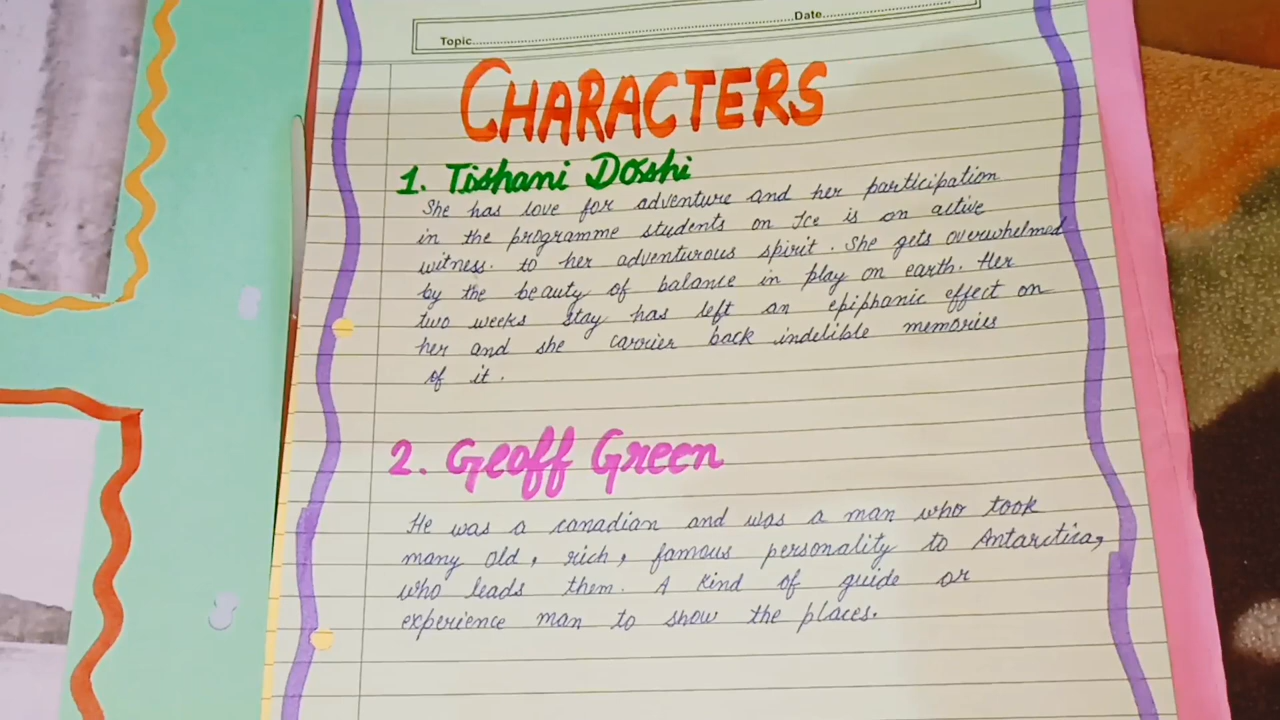 Date
Topic
CHARACTERS
1. Tishani Doshi
She has love for adventure and her participation
in the programme students on Ice is on active
witness. to her adventurous spirit. She gets overwhelmed
by the beauty of balance in play on earth. Her
two weeks stay has left an epiphanic effect on
her and she carrier back indelible memories
of it.
2. Geoff Green
He was a canadian and was a man who took
many old, rich, famous personality to Antarctica,
who leads them. A kind of guide or
experience man to show the places.